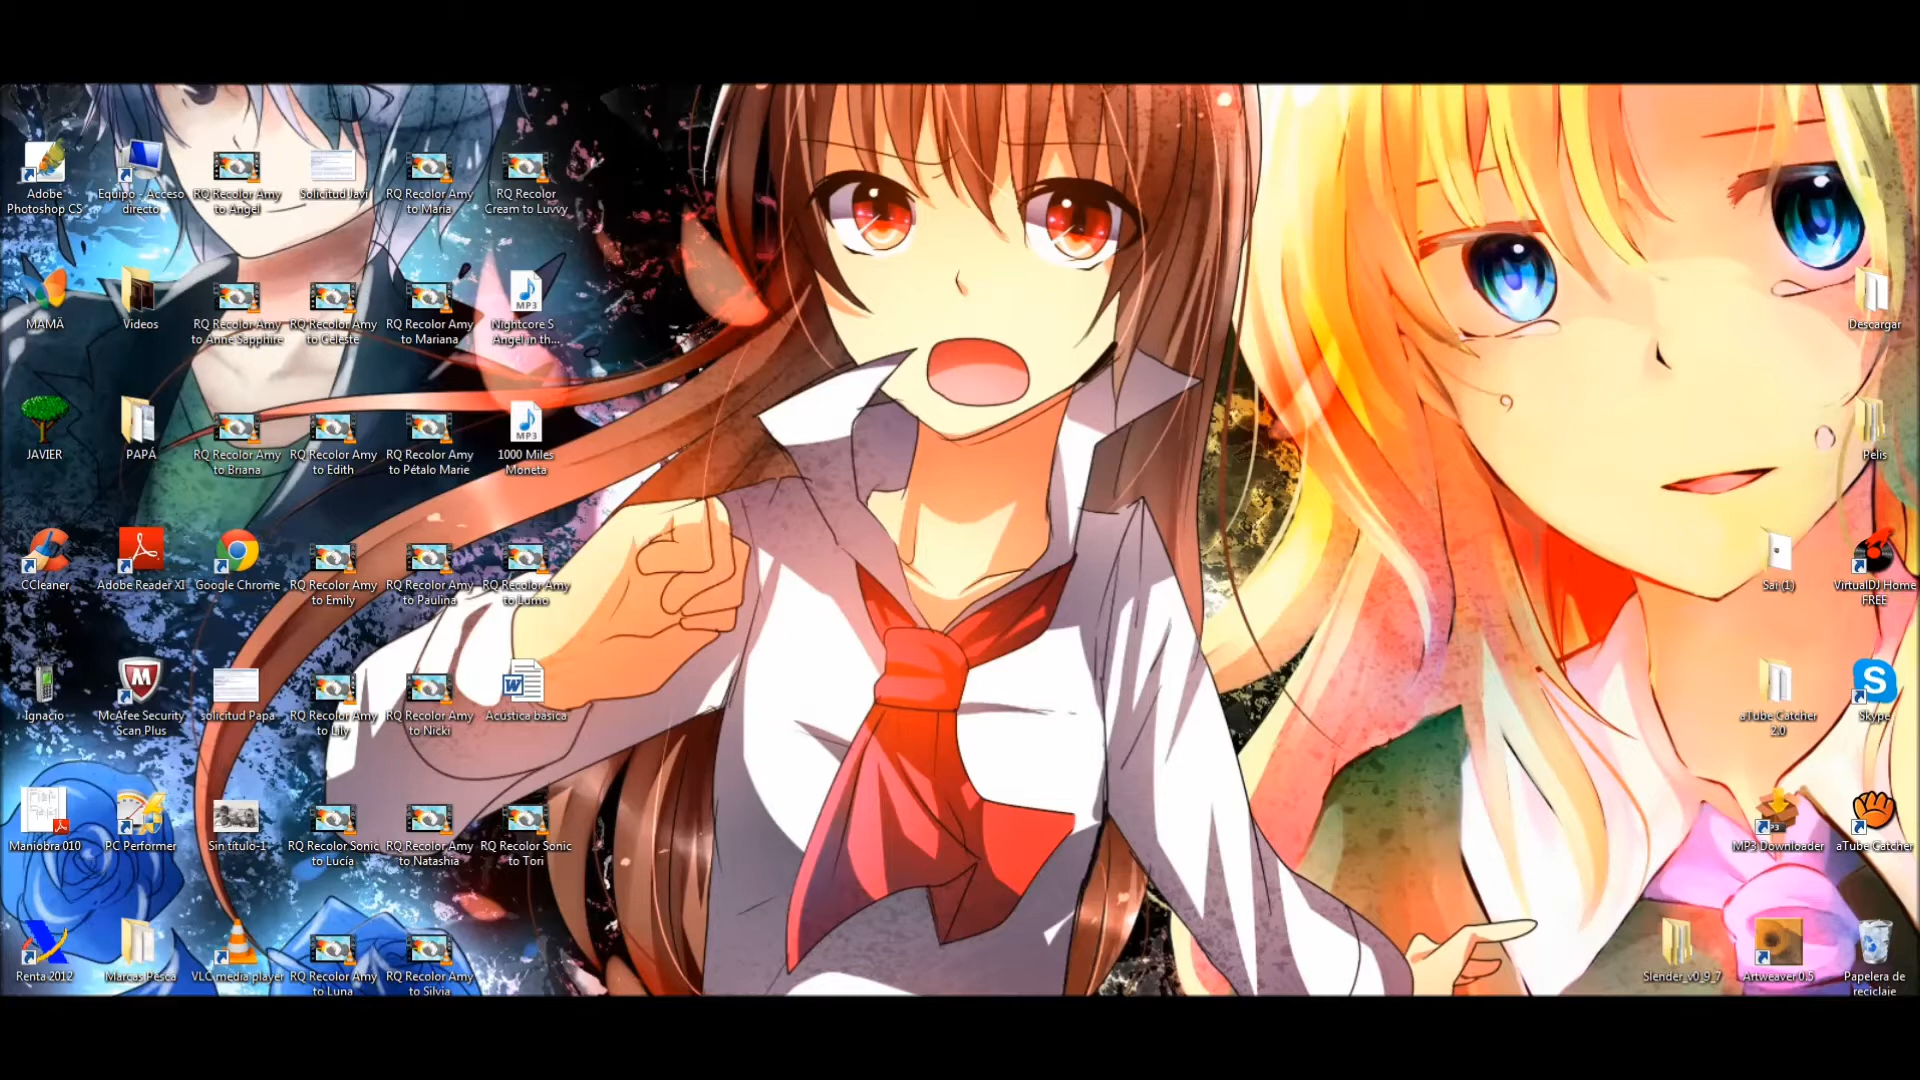 Adobe
Photoshop CS
Equipo - Acceso
directo
RQ Recolor Amy
to Angel
Solicitud Javi
RQ Recolor Amy
to Maria
RQ Recolor
Cream to Luvvy
MAMÁ
Videos
RQ Recolor Amy
to Anne Sapphire
RQ Recolor Amy
to Celeste
RQ Recolor Amy
to Mariana
MP3
Nightcore S
Angel in th...
Descargar
JAVIER
PAPÁ
RQ Recolor Amy
to Briana
RQ Recolor Amy
to Edith
RQ Recolor Amy
to Pétalo Marie
MP3
1000 Miles
Moneta
Pelis
CCleaner
Adobe Reader XI
Google Chrome
RQ Recolor Amy
to Emily
RQ Recolor Amy
to Paulina
RQ Recolor Amy
to Lumo
Sai (1)
VirtualDJ Home
FREE
Ignacio
McAfee Security
Scan Plus
solicitud Papa
RQ Recolor Amy
to Lily
RQ Recolor Amy
to Nicki
Acustica basica
aTube Catcher
2.0
Skype
Maniobra 010
PC Performer
Sin título-1
RQ Recolor Sonic
to Lucía
RQ Recolor Amy
to Natashia
RQ Recolor Sonic
to Tori
MP3 Downloader
aTube Catcher
Renta 2012
Marcas Pesca
VLC media player
RQ Recolor Amy
to Luna
RQ Recolor Amy
to Silvia
Slender_v0_9_7
Artweaver 0.5
Papelera de
reciclaje